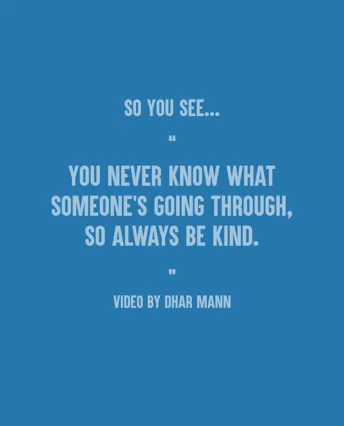 SO YOU SEE...
"
YOU NEVER KNOW WHAT
SOMEONE'S GOING THROUGH,
SO ALWAYS BE KIND.
"
VIDEO BY DHAR MANN